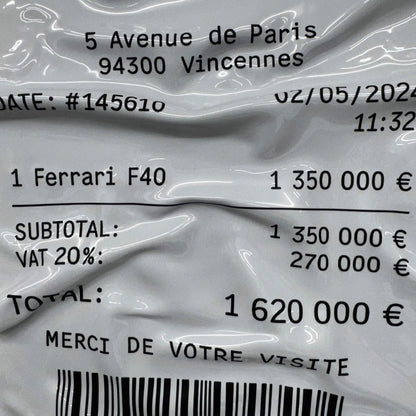 5 Avenue de Paris
94300 Vincennes
DATE: #145610 02/05/2024
11:32
1 Ferrari F40 1 350 000 €
SUBTOTAL: 1 350 000 €
VAT 20%: 270 000 €
TOTAL: 1 620 000 €
MERCI DE VOTRE VISITE